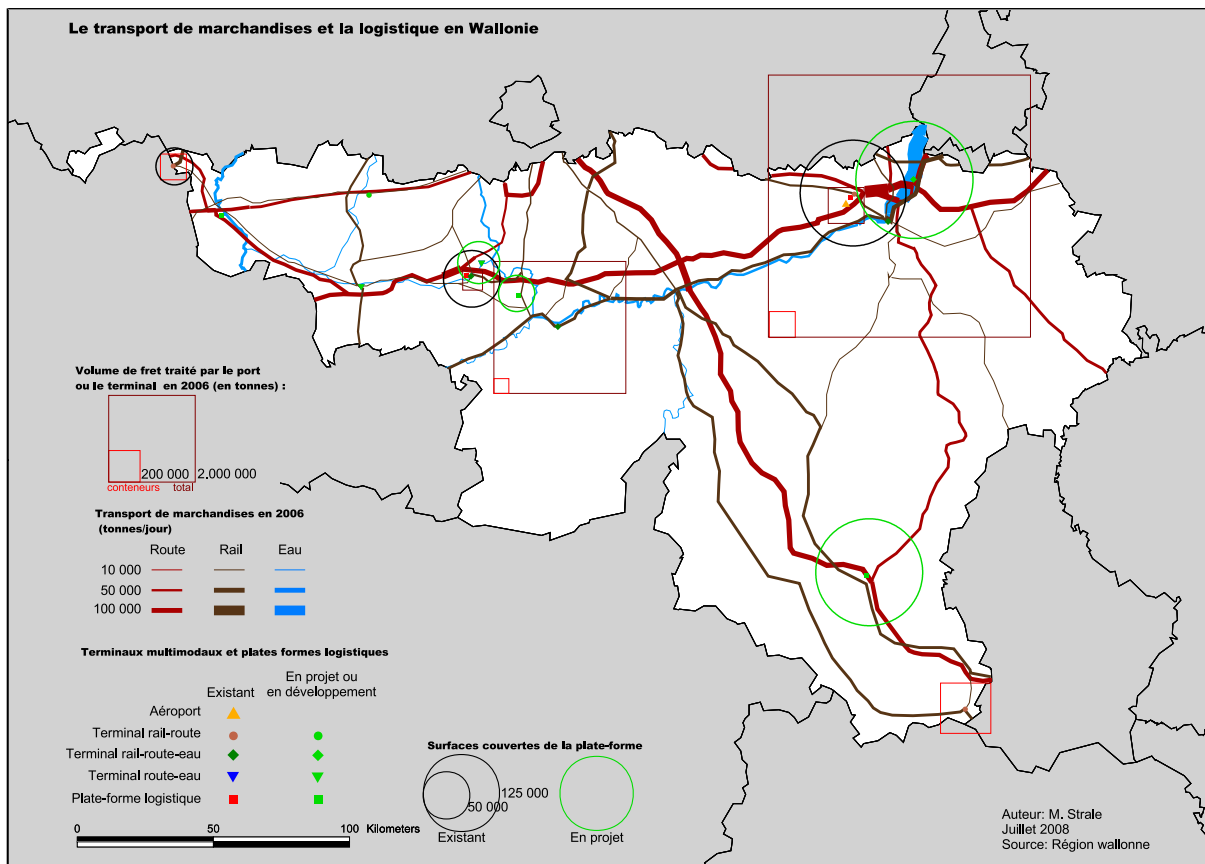 Le transport de marchandises et la logistique en Wallonie
Volume de fret traité par le port
ou le terminal en 2006 (en tonnes) :
200 000
2.000 000
conteneurs
total
Transport de marchandises en 2006
(tonnes/jour)
Route
Rail
Eau
10 000
50 000
100 000
Terminaux multimodaux et plates formes logistiques
Existant
En projet ou
en développement
Aéroport
Terminal rail-route
Terminal rail-route-eau
Terminal route-eau
Plate-forme logistique
0
50
100
Kilometers
Surfaces couvertes de la plate-forme
125 000
50 000
Existant
En projet
Auteur: M. Strale
Juillet 2008
Source: Région wallonne